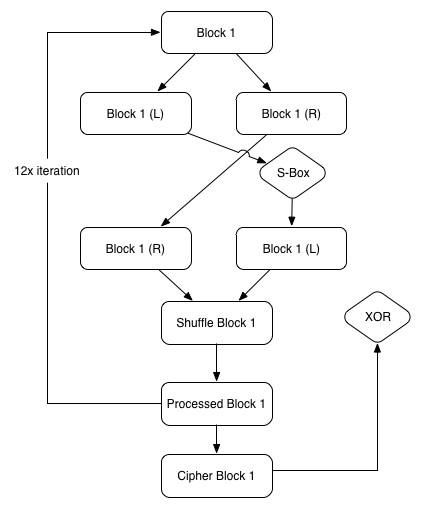 Block 1
Block 1 (L)
Block 1 (R)
12x iteration
S-Box
Block 1 (R)
Block 1 (L)
Shuffle Block 1
XOR
Processed Block 1
Cipher Block 1